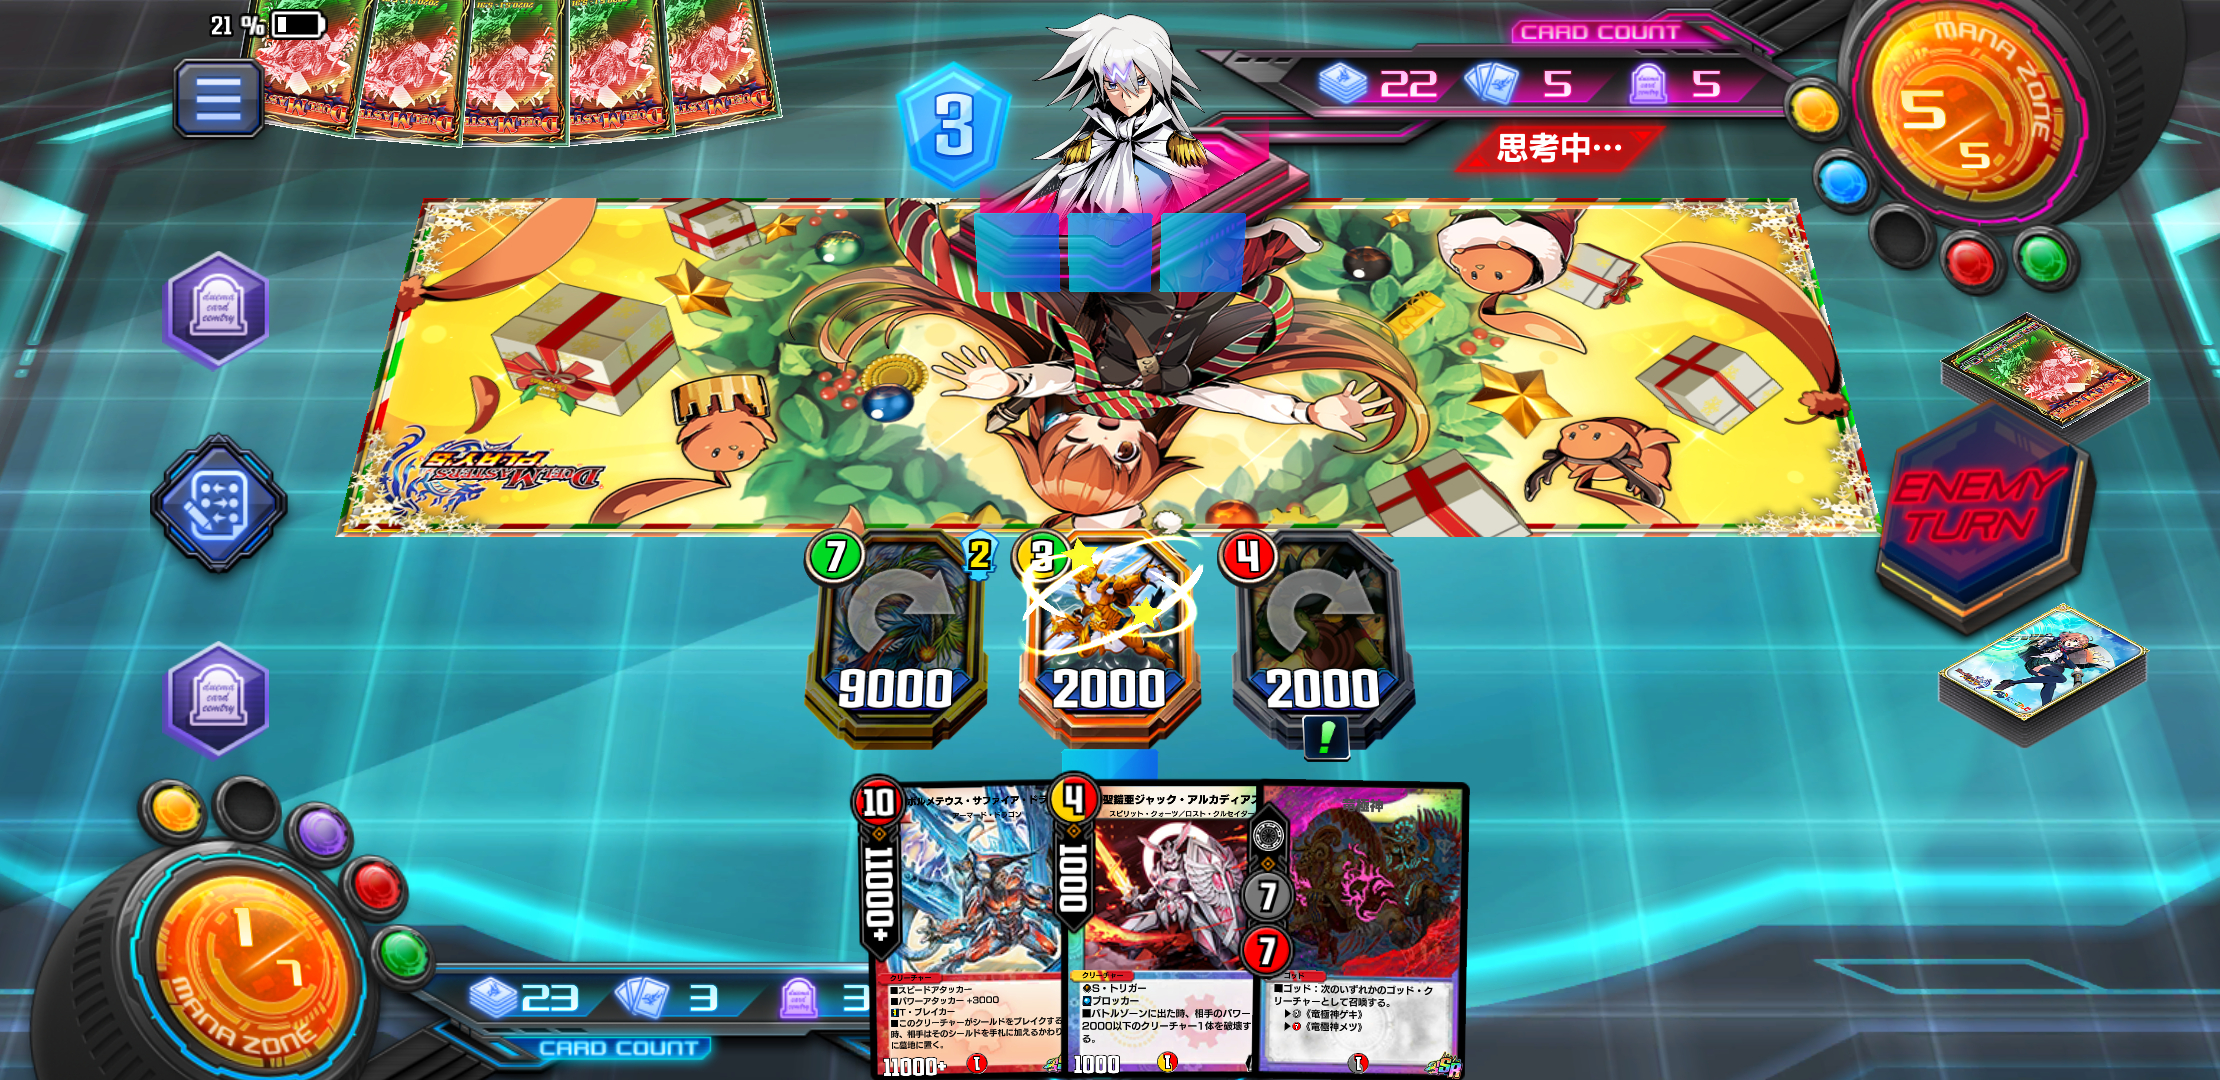 21 %
CARD COUNT
22
5
5
MANA ZONE
5
5
3
思考中…
duema card cemtry
DUEL MASTERS
PLAY'S
ENEMY
TURN
7
2
3
4
9000
2000
2000
!
duema card cemtry
10
11000+
ボルメテウス・サファイア・ドラ
アーマード・ドラゴン
クリーチャー
■スピードアタッカー
■パワーアタッカー +3000
T・ブレイカー
■このクリーチャーがシールドをブレイクする
時、相手はそのシールドを手札に加えるかわり
に墓地に置く。
11000+
1
4
1000
聖鎧亜ジャック・アルカディアス
スピリット・クォーツ/ロスト・クルセイダー
クリーチャー
S・トリガー
ブロッカー
■バトルゾーンに出た時、相手のパワー
2000以下のクリーチャー1体を破壊す
る。
1000
1
竜極神
7
7
ゴッド
■ゴッド:次のいずれかのゴッド・ク
リーチャーとして召喚する。
《竜極神ゲキ》
《竜極神メツ》
1
SR
1
7
MANA ZONE
23
3
3
CARD COUNT